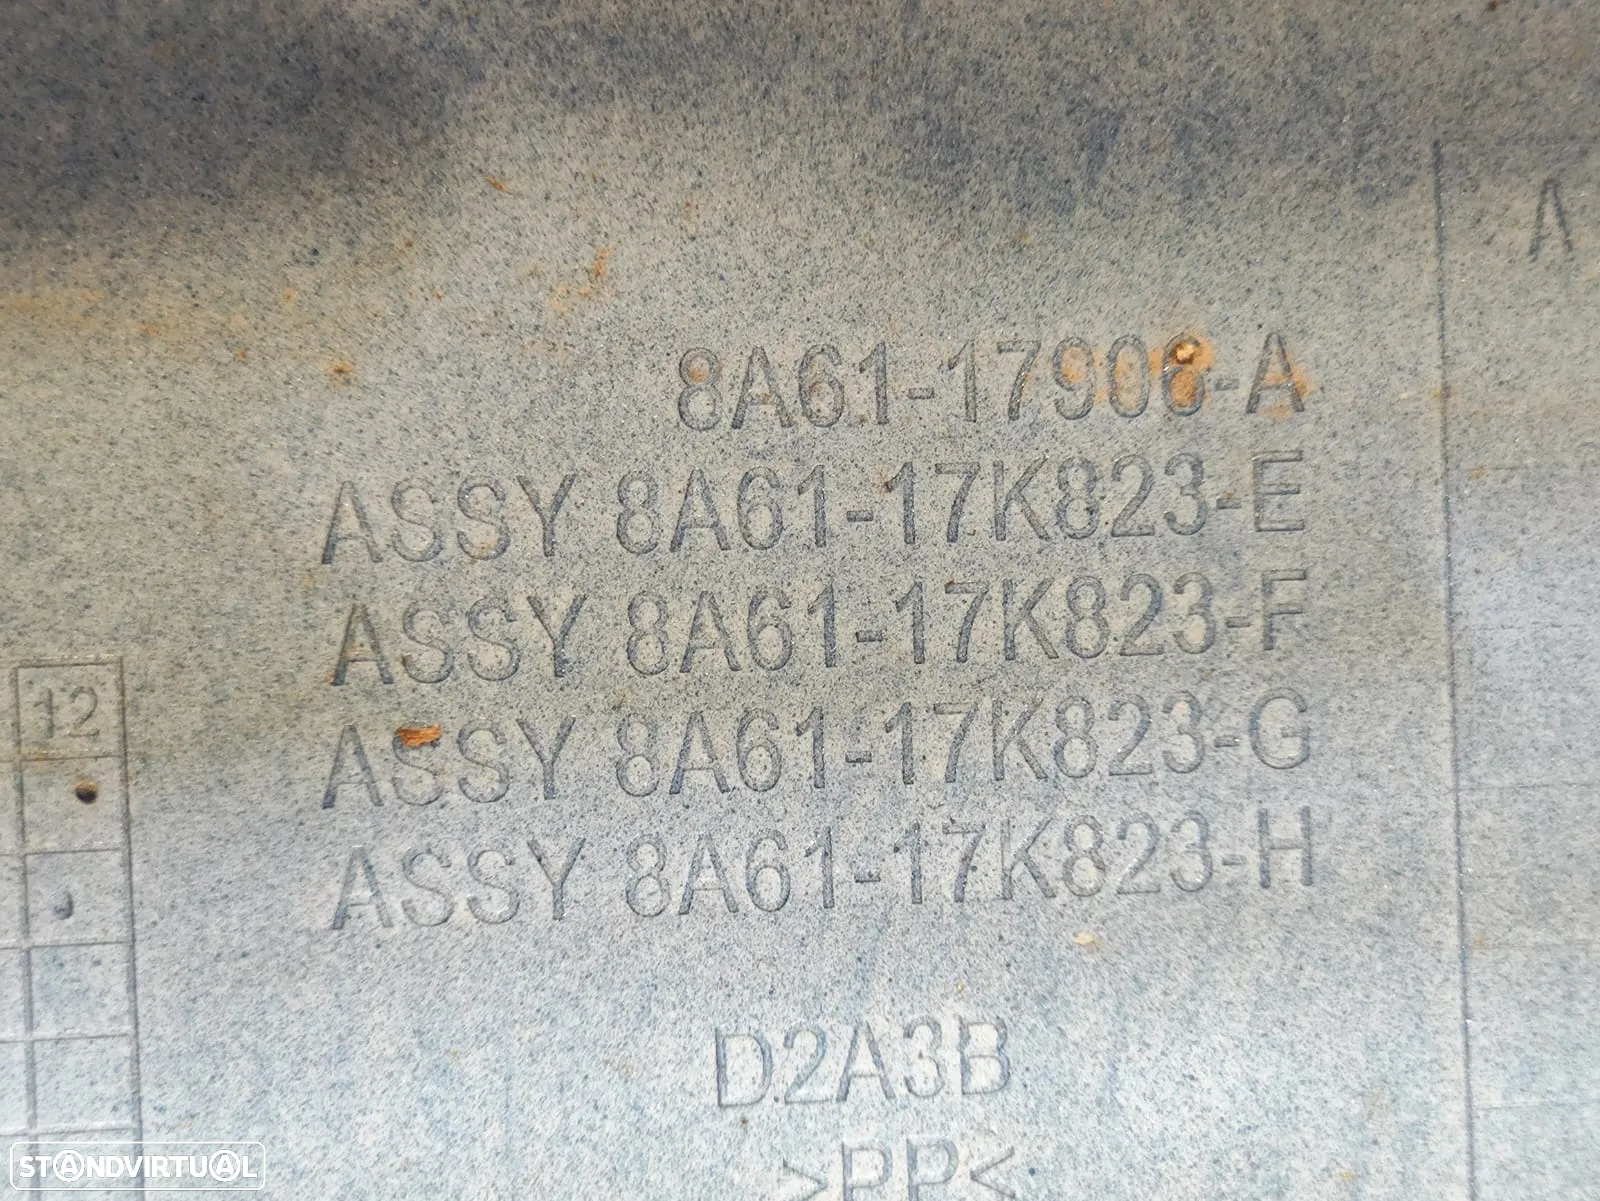 A
8A61-17906-A
ASSY 8A61-17K823-E
ASSY 8A61-17K823-F
ASSY 8A61-17K823-G
ASSY 8A61-17K823-H
12
D2A3B
>PP<
STANDVIRTUAL